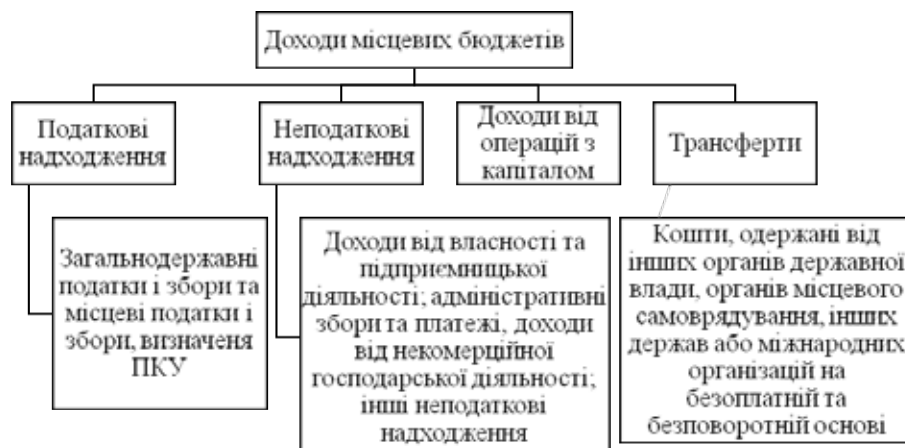 Доходи місцевих бюджетів
Податкові
надходження
Неподаткові
надходження
Доходи від
операцій з
капіталом
Трансферти
Загальнодержавні
податки і збори та
місцеві податки і
збори, визначеня
ПКУ
Доходи від власності та
підприємницької
діяльності; адміністративні
збори та платежі, доходи
від некомерційної
господарської діяльності;
інші неподаткові
надходження
Кошти, одержані від
інших органів державної
влади, органів місцевого
самоврядування, інших
держав або міжнародних
організацій на
безоплатній та
безповоротній основі